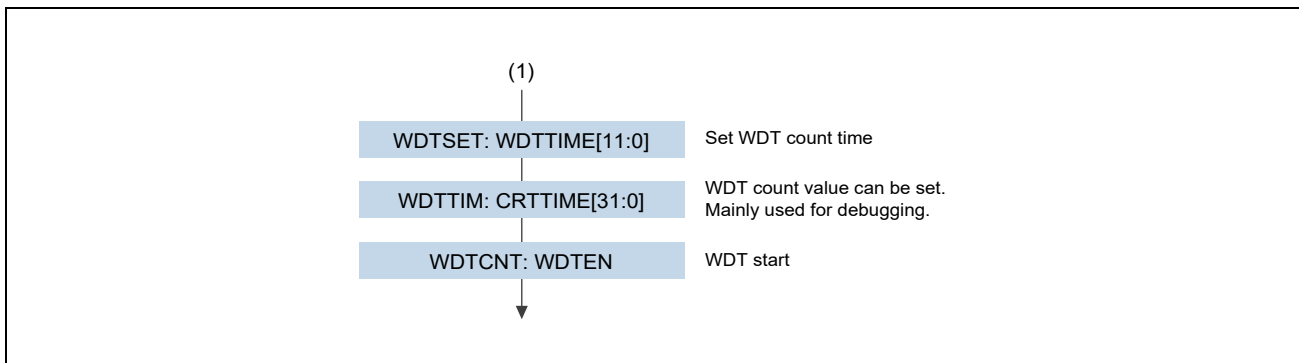 (1)
WDTSET: WDTTIME[11:0]
Set WDT count time
WDTTIM: CRTTIME[31:0]
WDT count value can be set.
Mainly used for debugging.
WDTCNT: WDTEN
WDT start